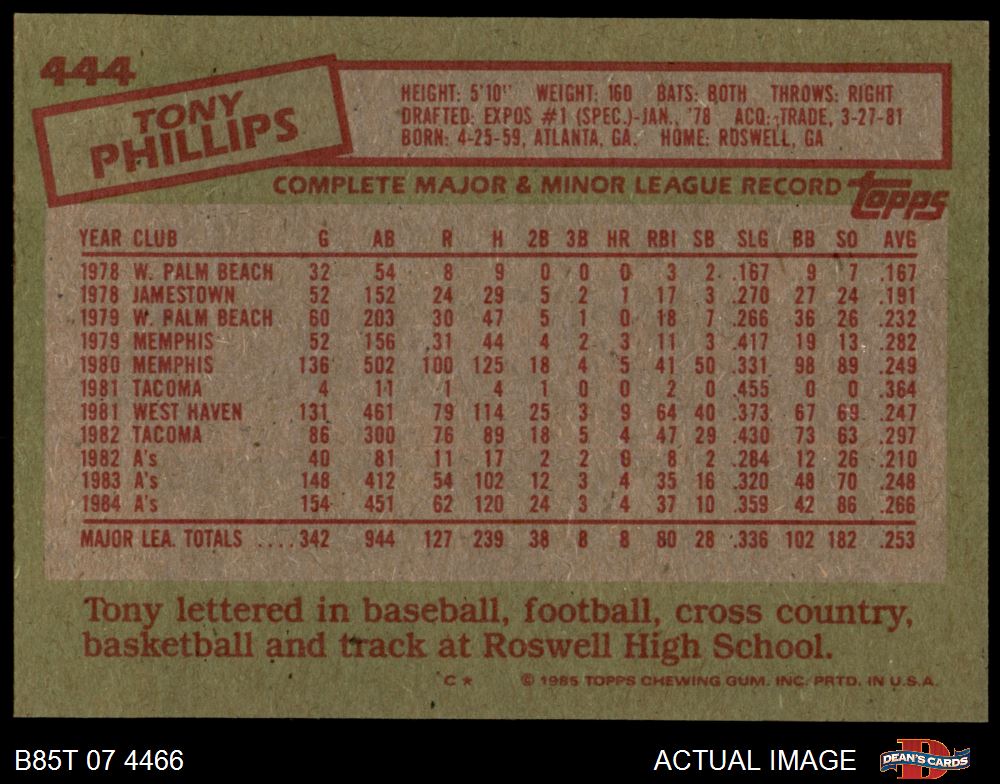 444
TONY
PHILLIPS
HEIGHT: 5'10" WEIGHT: 160 BATS: BOTH THROWS: RIGHT
DRAFTED: EXPOS #1 (SPEC.)-JAN., '78 ACQ: TRADE, 3-27-81
BORN: 4-25-59, ATLANTA, GA. HOME: ROSWELL, GA
COMPLETE MAJOR & MINOR LEAGUE RECORD topps
YEAR CLUB G AB R H 2B 3B HR RBI SB SLG BB SO AVG
1978 W. PALM BEACH 32 54 8 9 0 0 0 3 2 .167 9 7 .167
1978 JAMESTOWN 52 152 24 29 5 2 1 17 3 .270 27 24 .191
1979 W. PALM BEACH 60 203 30 47 5 1 0 18 7 .266 36 26 .232
1979 MEMPHIS 52 156 31 44 4 2 3 11 3 .417 19 13 .282
1980 MEMPHIS 136 502 100 125 18 4 5 41 50 .331 98 89 .249
1981 TACOMA 4 11 1 4 1 0 0 2 0 .455 0 0 .364
1981 WEST HAVEN 131 461 79 114 25 3 9 64 40 .373 67 69 .247
1982 TACOMA 86 300 76 89 18 5 4 47 29 .430 73 63 .297
1982 A's 40 81 11 17 2 2 0 8 2 .284 12 26 .210
1983 A's 148 412 54 102 12 3 4 35 16 .320 48 70 .248
1984 A's 154 451 62 120 24 3 4 37 10 .359 42 86 .266
MAJOR LEA. TOTALS ....342 944 127 239 38 8 8 80 28 .336 102 182 .253
Tony lettered in baseball, football, cross country,
basketball and track at Roswell High School.
C ★ © 1985 TOPPS CHEWING GUM. INC. PRTD. IN U.S.A.
B85T 07 4466 ACTUAL IMAGE DEAN'S CARDS